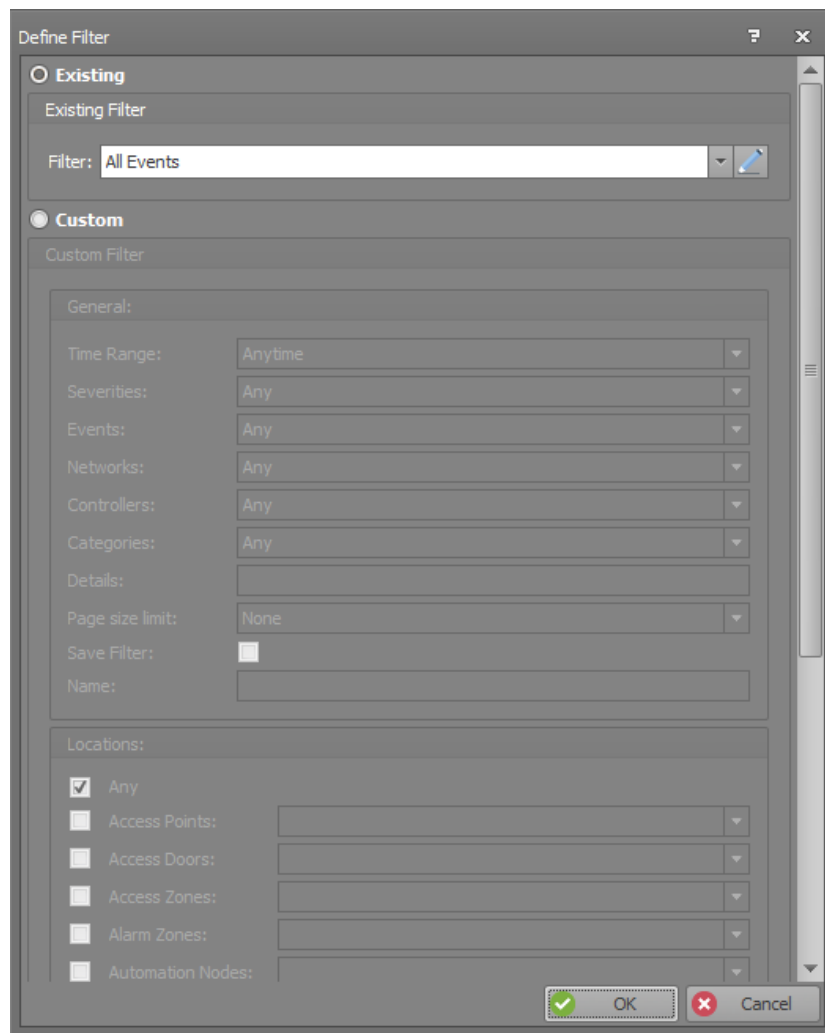 Define Filter
Existing
Existing Filter
Filter: All Events
Custom
Custom Filter
General:
Time Range: Anytime
Severities: Any
Events: Any
Networks: Any
Controllers: Any
Categories: Any
Details:
Page size limit: None
Save Filter:
Name:
Locations:
Any
Access Points:
Access Doors:
Access Zones:
Alarm Zones:
Automation Nodes:
OK Cancel